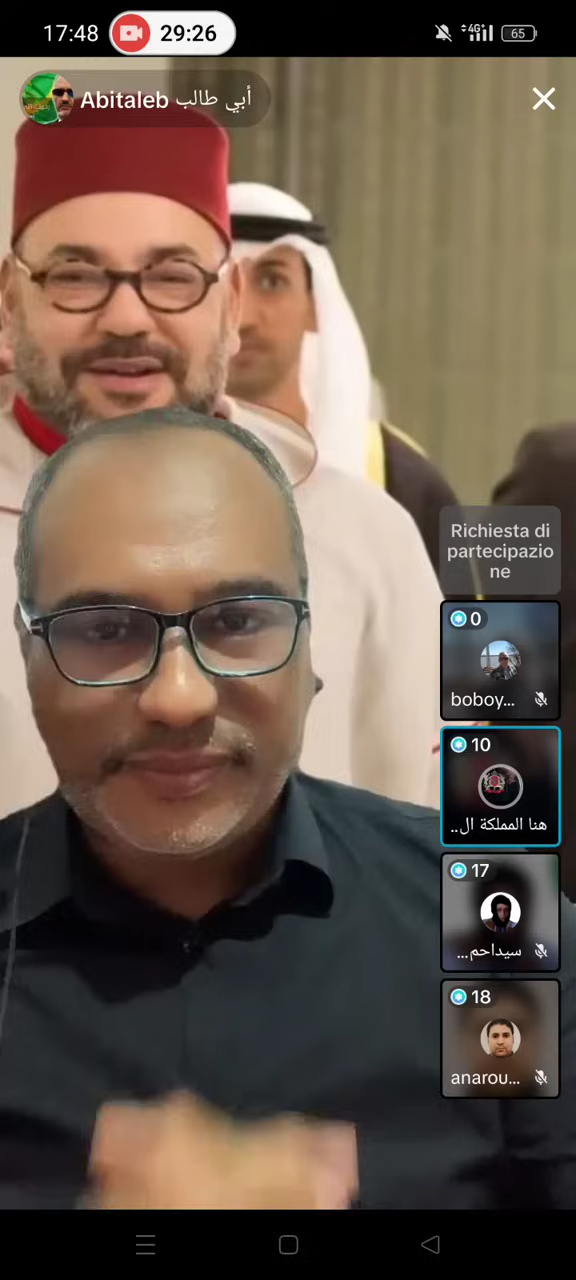 17:48
29:26
4G+
65
Abitaleb أبي طالب
Richiesta di
partecipazio
ne
0
boboy...
10
هنا المملكة ال..
17
سيداحم...
18
anarou...